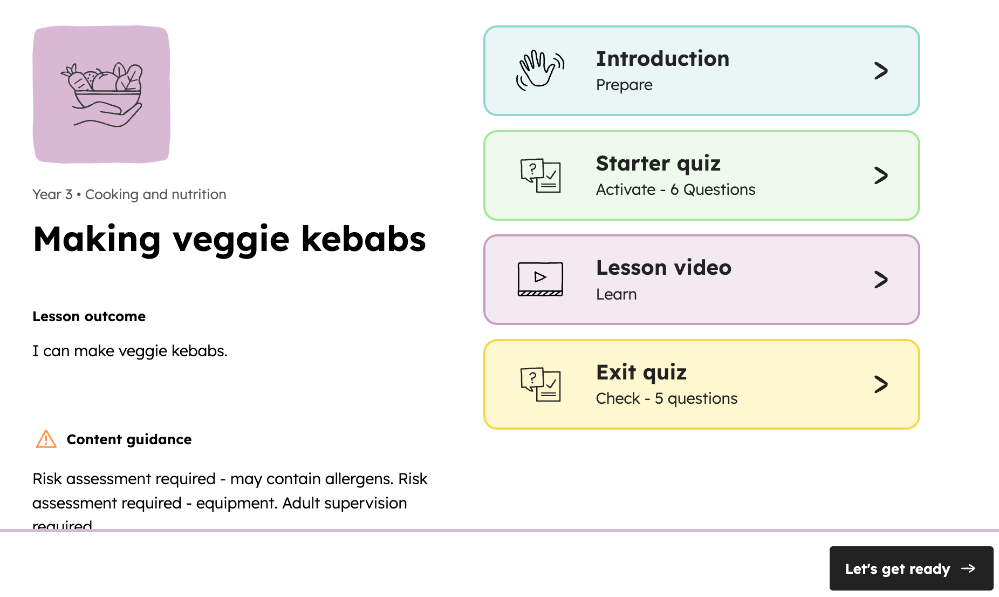 Year 3 • Cooking and nutrition
Making veggie kebabs
Lesson outcome
I can make veggie kebabs.
Content guidance
Risk assessment required - may contain allergens. Risk
assessment required - equipment. Adult supervision
required
Introduction
Prepare
Starter quiz
Activate - 6 Questions
Lesson video
Learn
Exit quiz
Check - 5 questions
Let's get ready